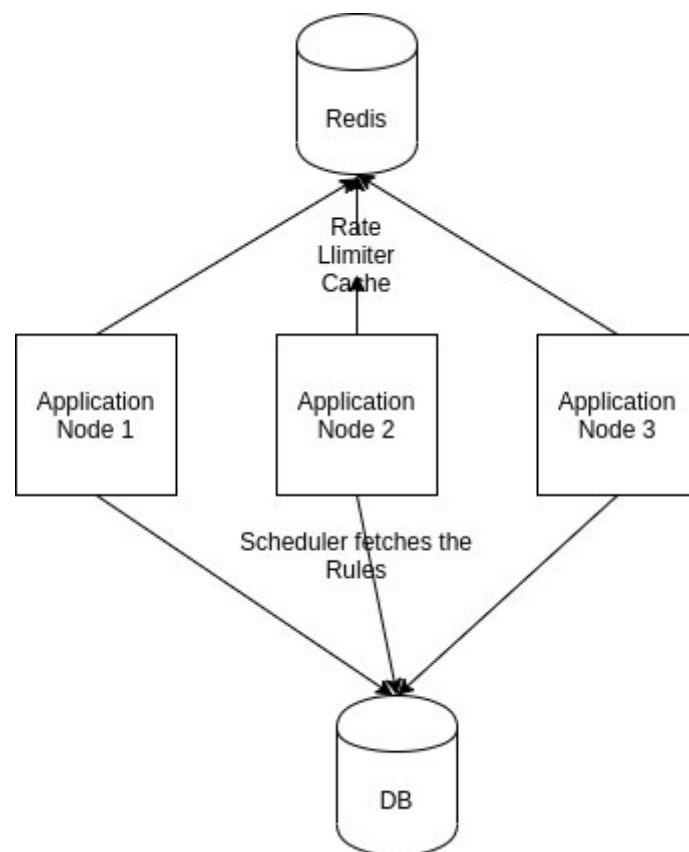 Redis
Rate
Llimiter
Cache
Application
Node 1
Application
Node 2
Application
Node 3
Scheduler fetches the
Rules
DB